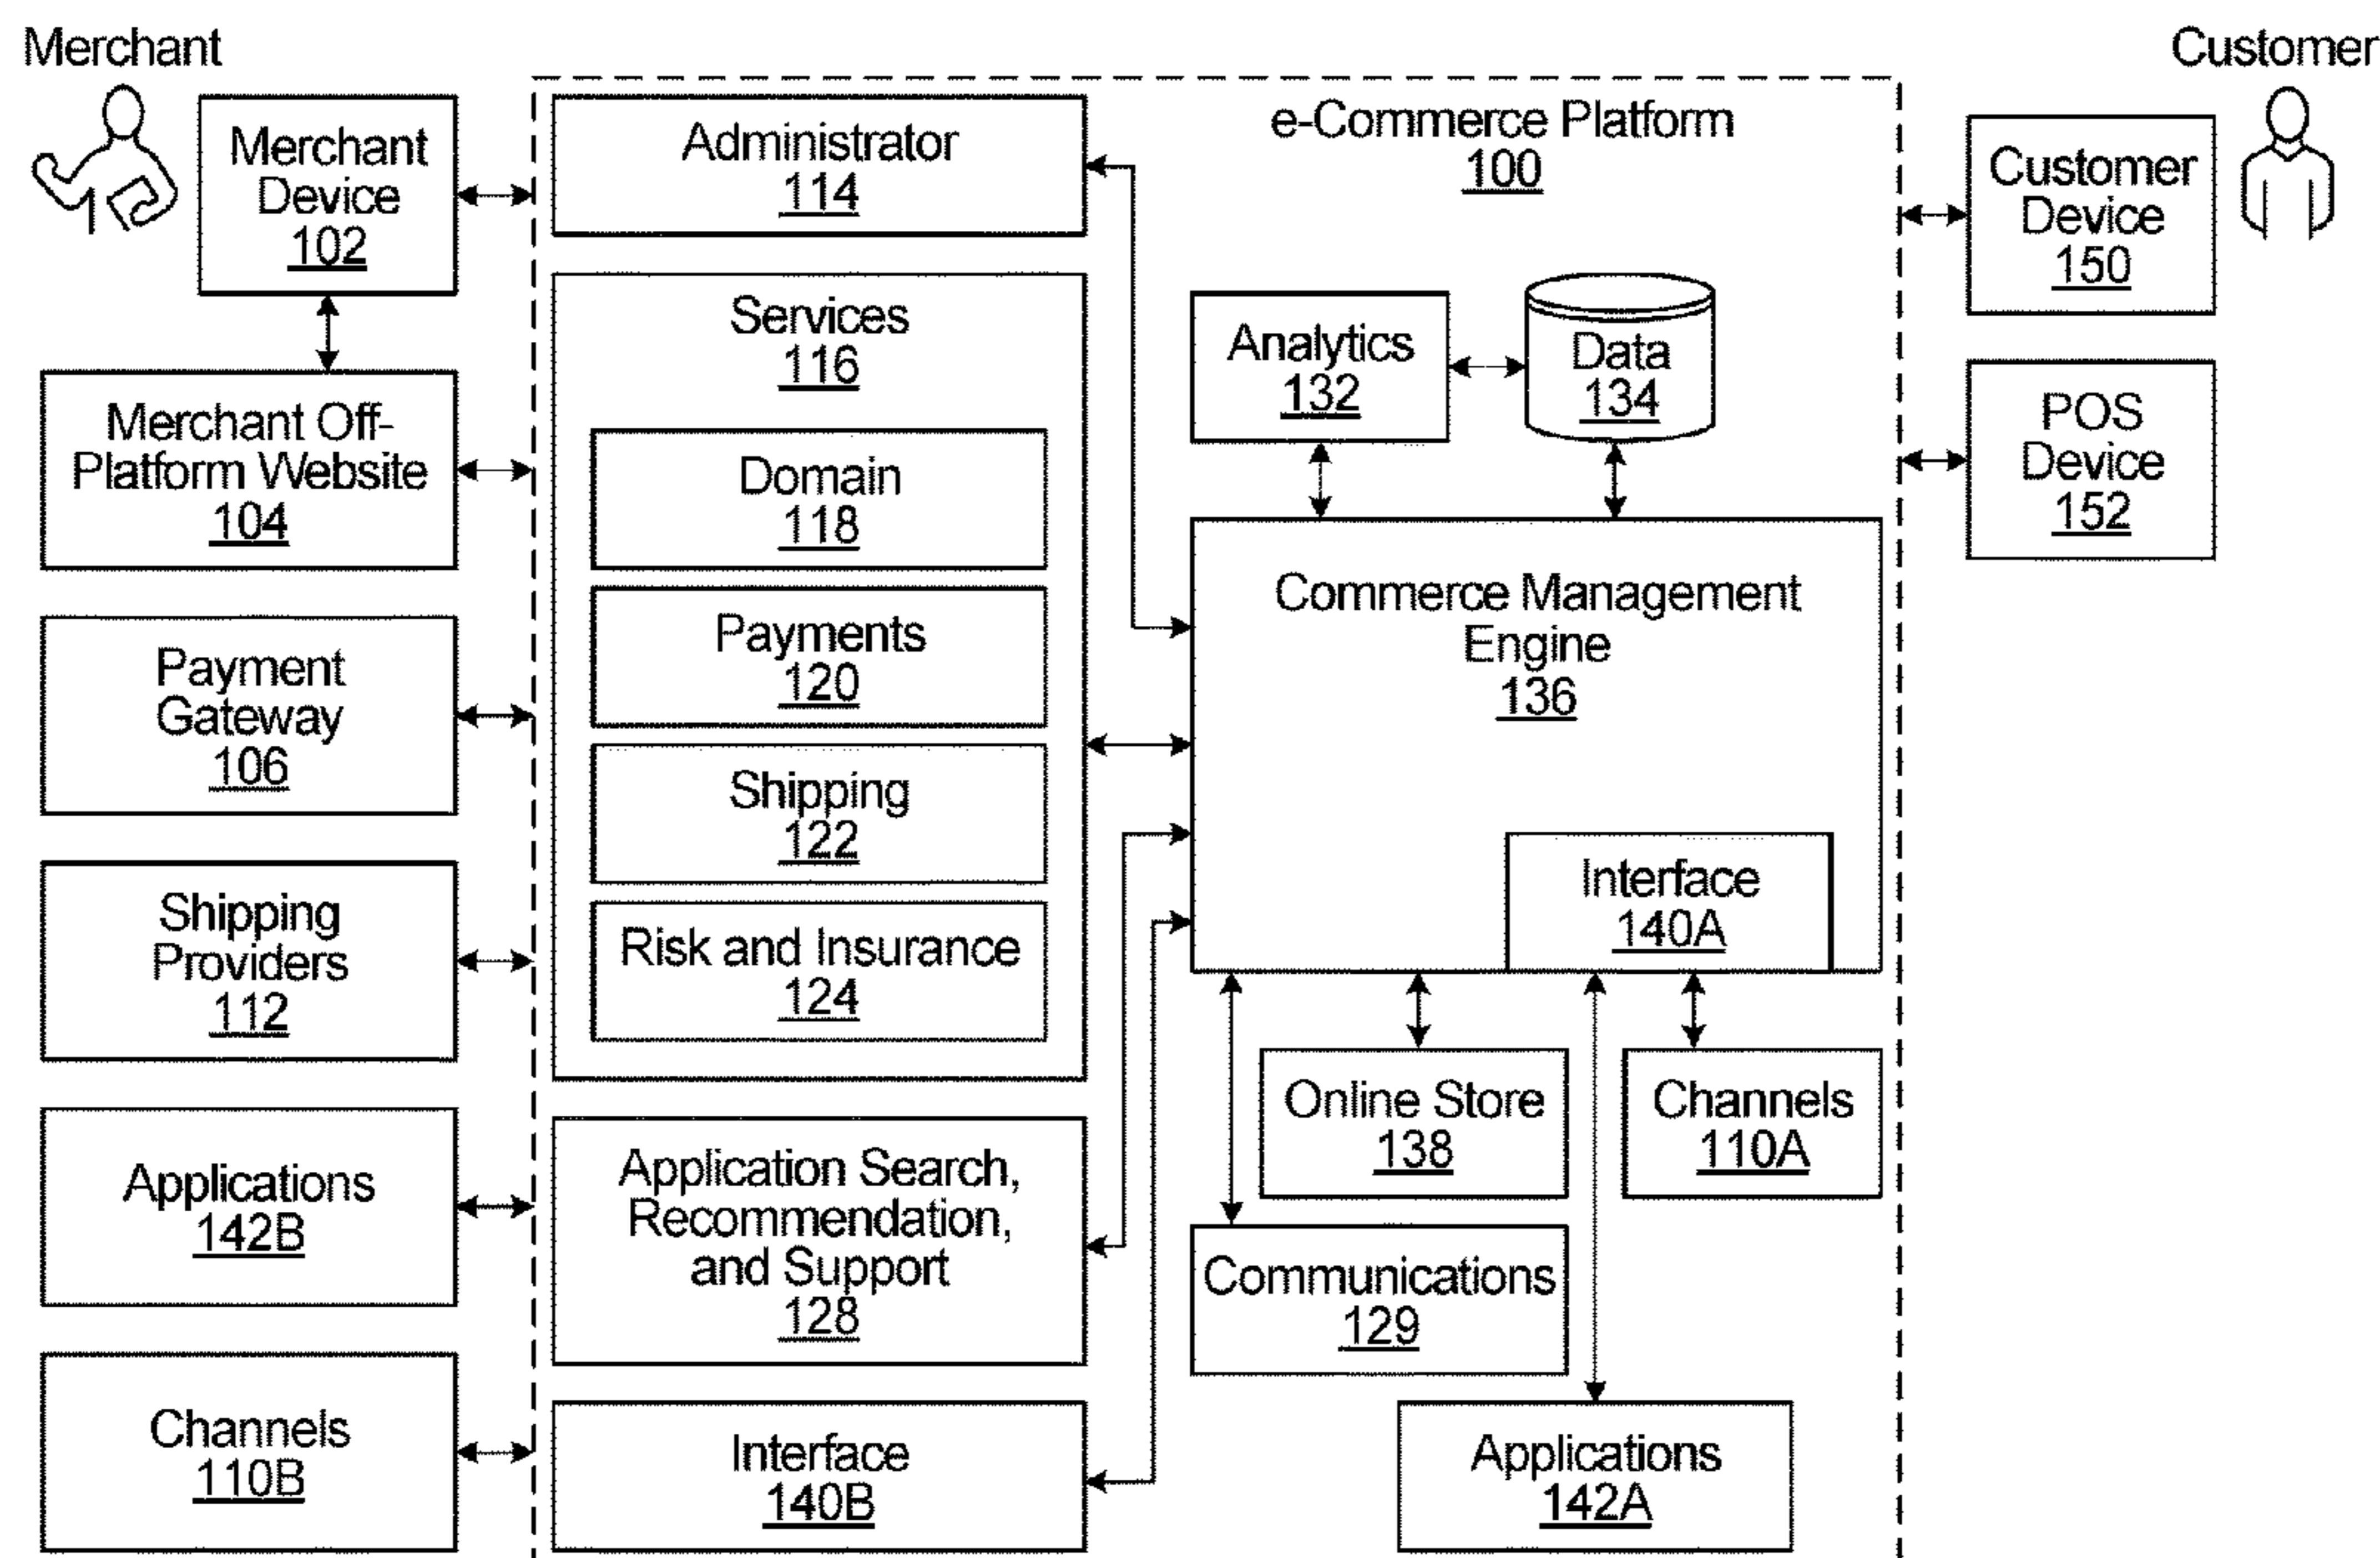 Merchant
Customer
Merchant
Device
102
Merchant Off-
Platform Website
104
Payment
Gateway
106
Shipping
Providers
112
Applications
142B
Channels
110B
Administrator
114
Services
116
Domain
118
Payments
120
Shipping
122
Risk and Insurance
124
Application Search,
Recommendation,
and Support
128
Interface
140B
e-Commerce Platform
100
Analytics
132
Data
134
Commerce Management
Engine
136
Interface
140A
Online Store
138
Channels
110A
Communications
129
Applications
142A
Customer
Device
150
POS
Device
152